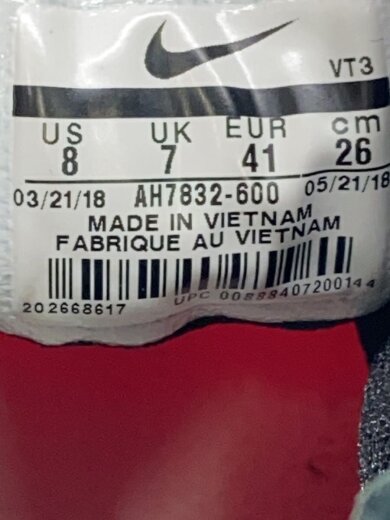 VT3
US UK EUR cm
8 7 41 26
03/21/18 AH7832-600 05/21/18
MADE IN VIETNAM
FABRIQUE AU VIETNAM
202668617 UPC 00888407200144